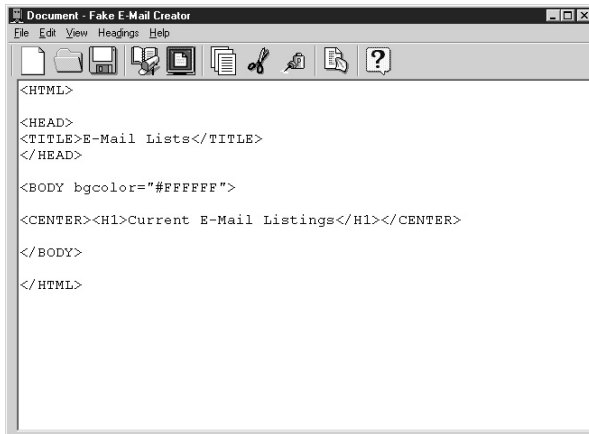 Document - Fake E-Mail Creator
File Edit View Headings Help
<HTML>
<HEAD>
<TITLE>E-Mail Lists</TITLE>
</HEAD>
<BODY bgcolor="#FFFFFF">
<CENTER><H1>Current E-Mail Listings</H1></CENTER>
</BODY>
</HTML>